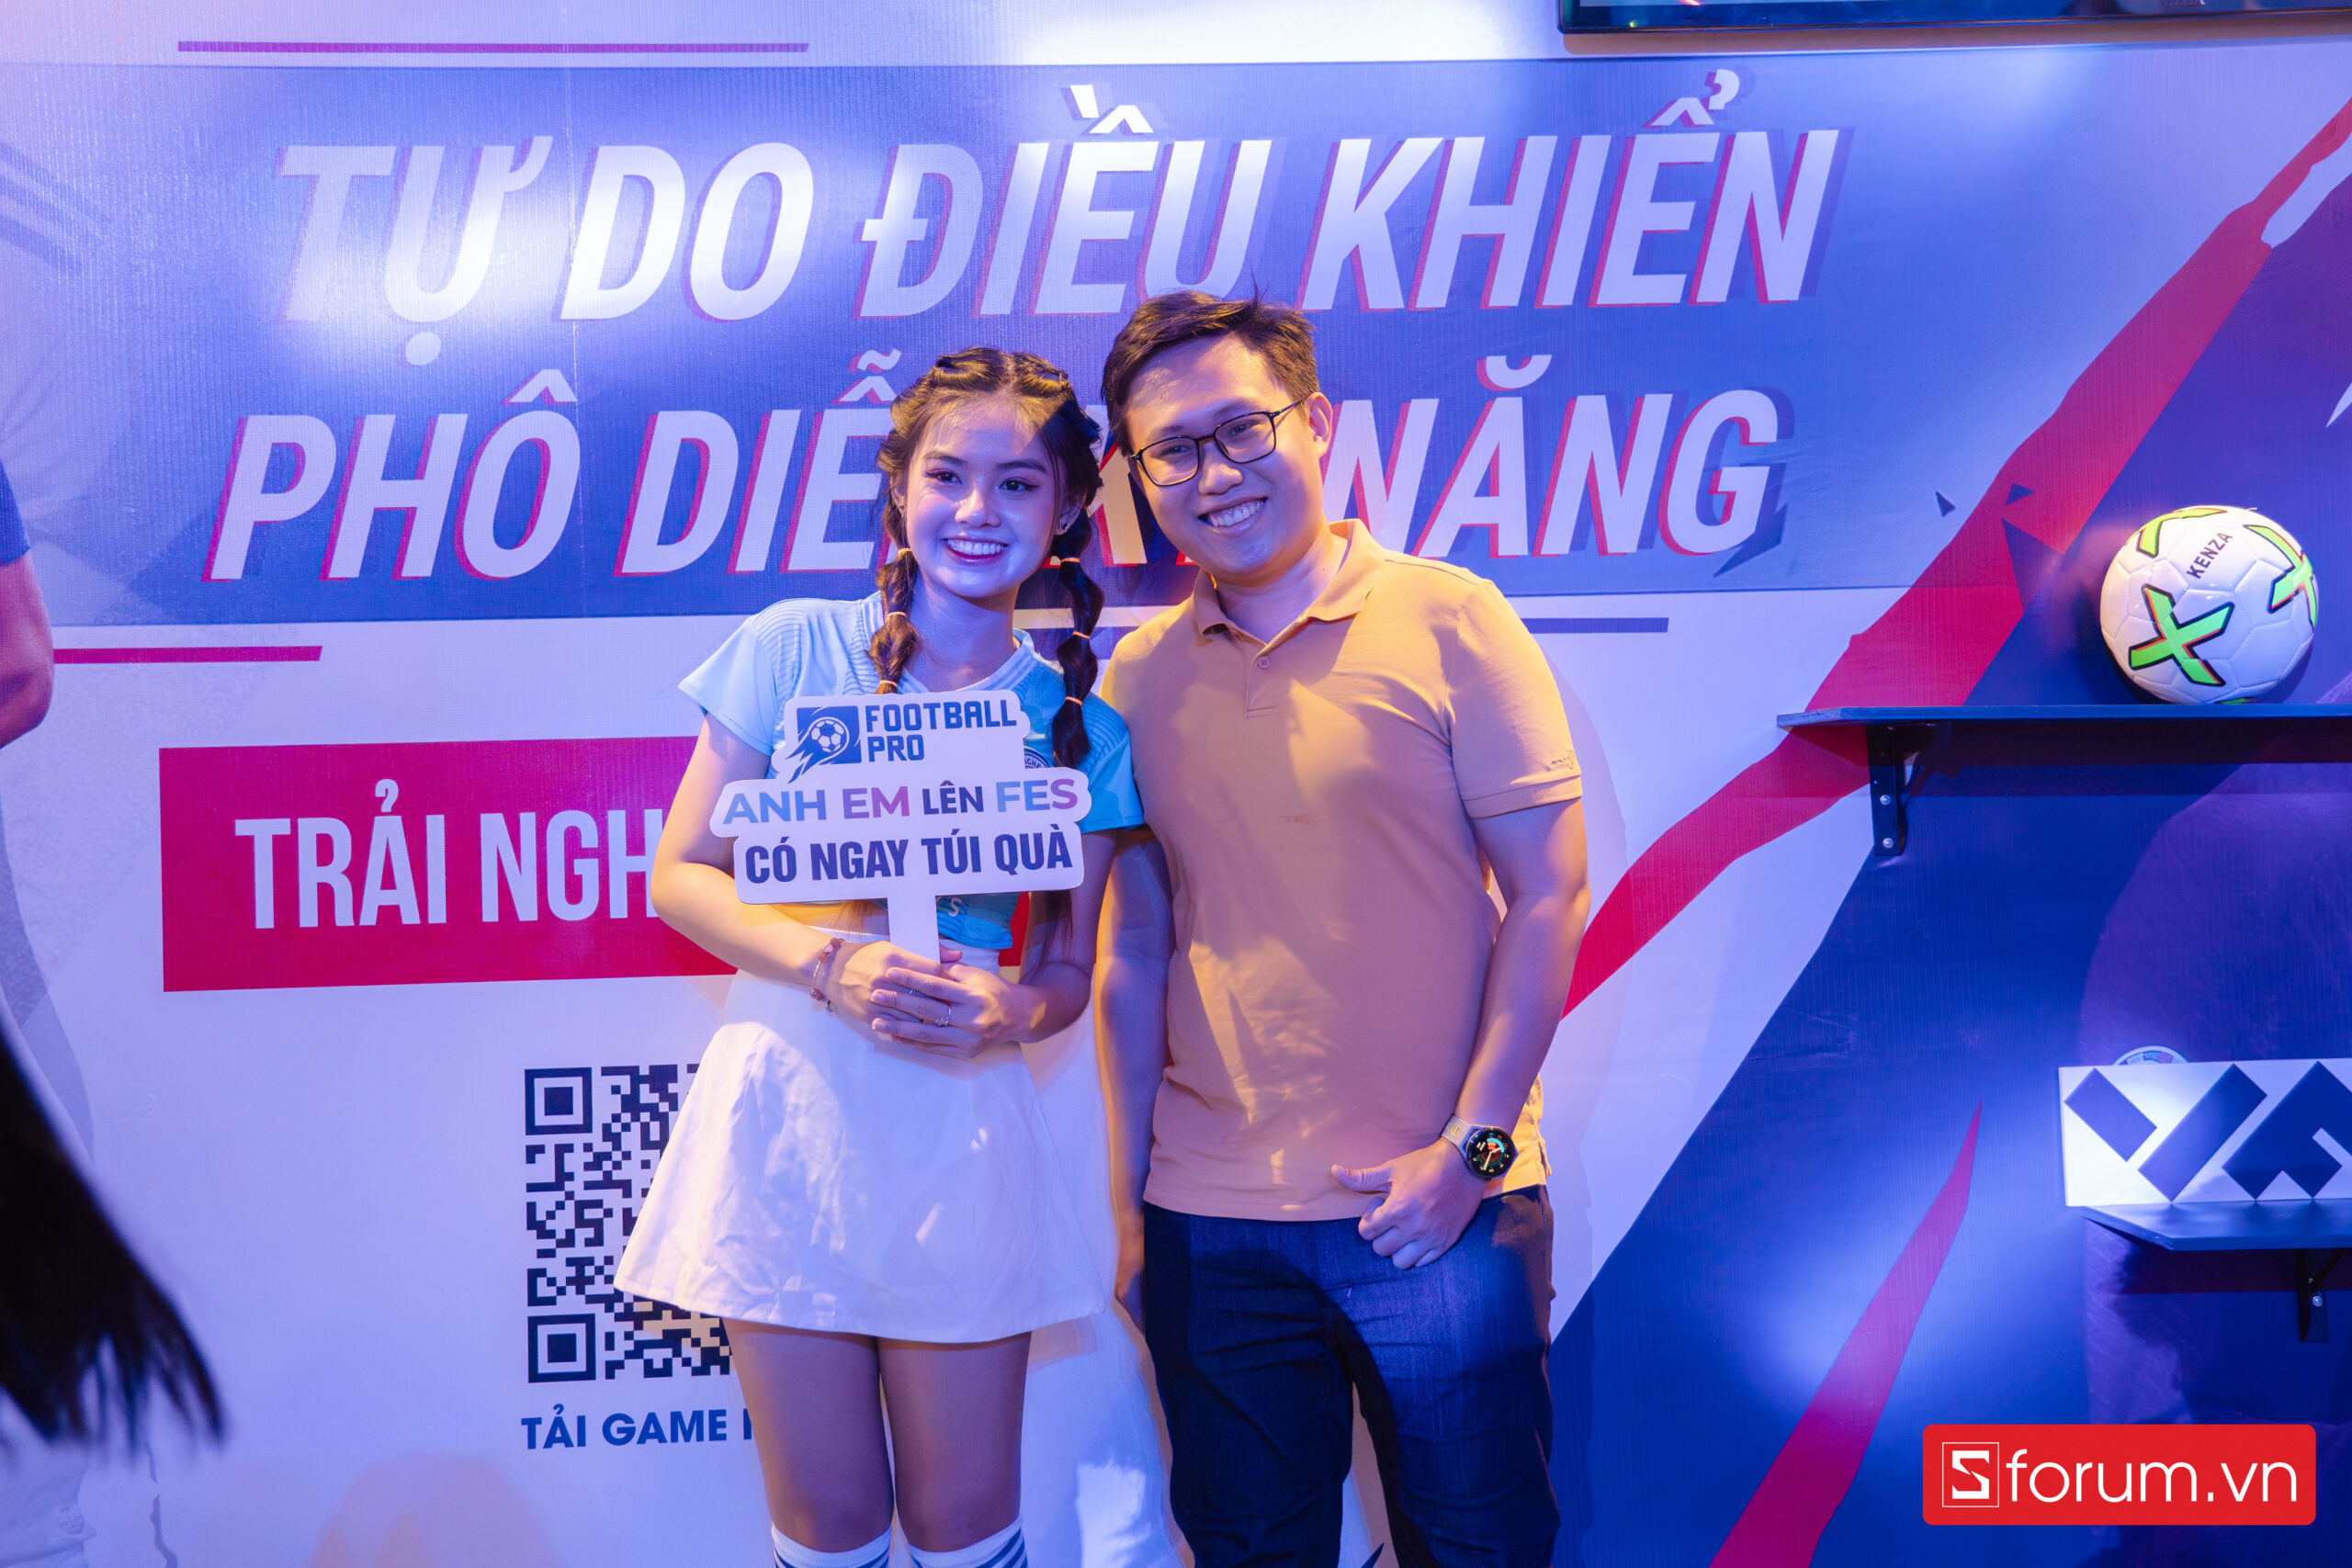 TỰ DO ĐIỀU KHIỂN
PHÔ DIỄN NĂNG
KENZA
FOOTBALL
PRO
ANH EM LÊN FES
CÓ NGAY TÚI QUÀ
TRẢI NGH
TẢI GAME
Sforum.vn